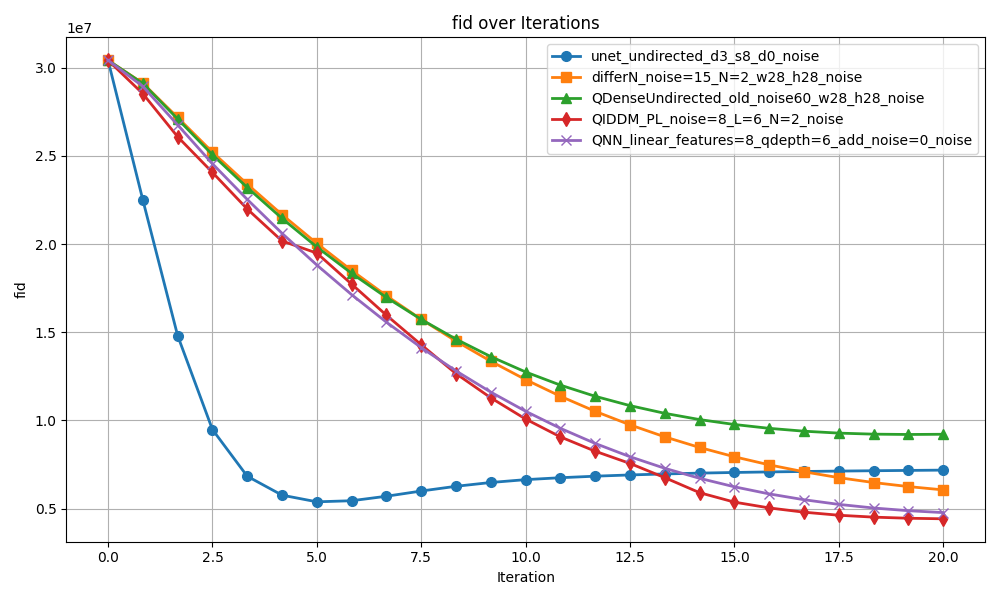 fid over Iterations
1e7
unet_undirected_d3_s8_d0_noise
differN_noise=15_N=2_w28_h28_noise
QDenseUndirected_old_noise60_w28_h28_noise
QIDDM_PL_noise=8_L=6_N=2_noise
QNN_linear_features=8_qdepth=6_add_noise=0_noise
3.0
2.5
2.0
1.5
1.0
0.5
fid
0.0 2.5 5.0 7.5 10.0 12.5 15.0 17.5 20.0
Iteration